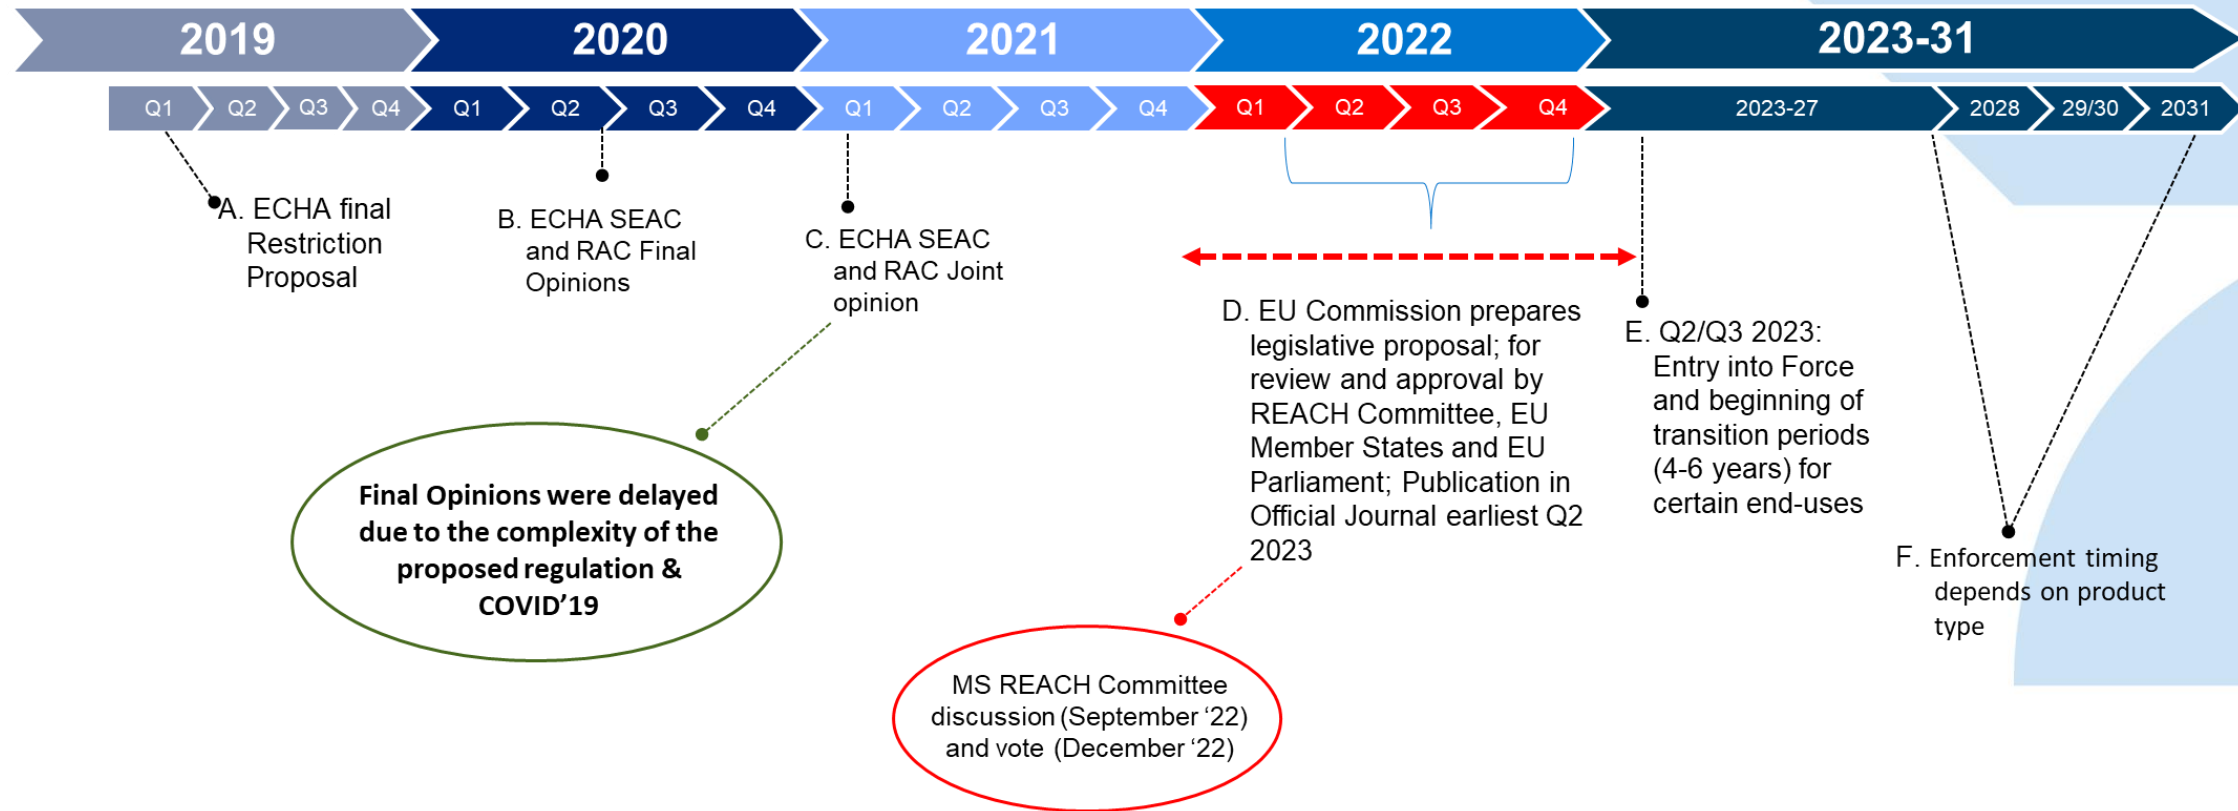 2019
2020
2021
2022
2023-31
Q1
Q2
Q3
Q4
Q1
Q2
Q3
Q4
Q1
Q2
Q3
Q4
Q1
Q2
Q3
Q4
2023-27
2028
29/30
2031
A. ECHA final
Restriction
Proposal
B. ECHA SEAC
and RAC Final
Opinions
C. ECHA SEAC
and RAC Joint
opinion
D. EU Commission prepares
legislative proposal; for
review and approval by
REACH Committee, EU
Member States and EU
Parliament; Publication in
Official Journal earliest Q2
2023
E. Q2/Q3 2023:
Entry into Force
and beginning of
transition periods
(4-6 years) for
certain end-uses
F. Enforcement timing
depends on product
type
Final Opinions were delayed
due to the complexity of the
proposed regulation &
COVID’19
MS REACH Committee
discussion (September ‘22)
and vote (December ‘22)